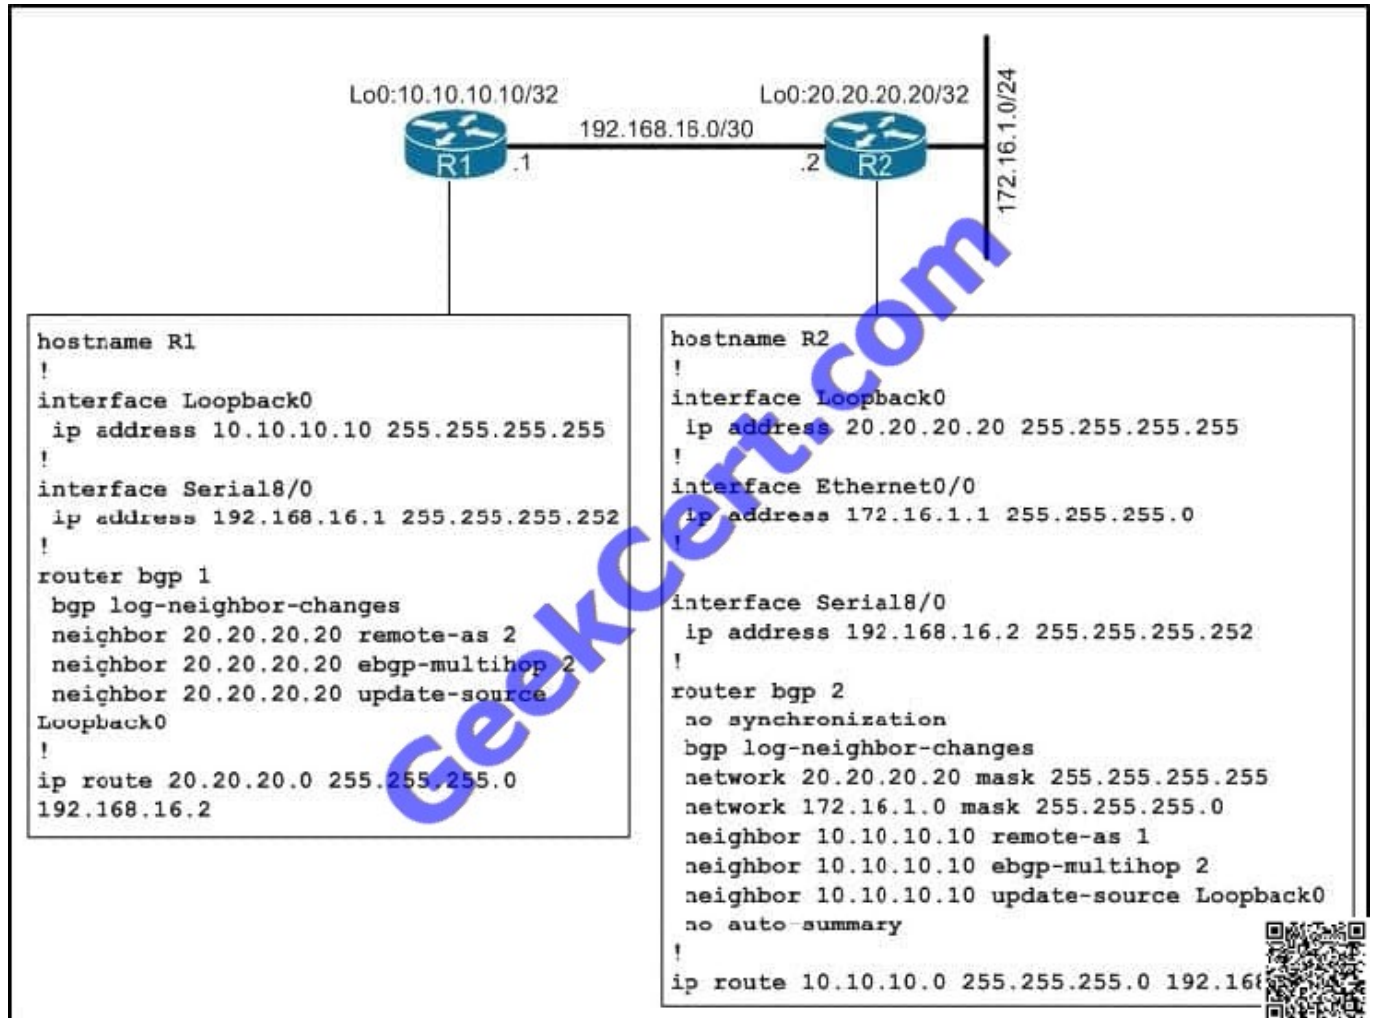 Lo0:10.10.10.10/32
Lo0:20.20.20.20/32
192.168.16.0/30
172.16.1.0/24
R1
.1
.2
R2
hostname R1
!
interface Loopback0
ip address 10.10.10.10 255.255.255.255
!
interface Serial8/0
ip address 192.168.16.1 255.255.255.252
!
router bgp 1
bgp log-neighbor-changes
neighbor 20.20.20.20 remote-as 2
neighbor 20.20.20.20 ebgp-multihop 2
neighbor 20.20.20.20 update-source
Loopback0
!
ip route 20.20.20.0 255.255.255.0
192.168.16.2
hostname R2
!
interface Loopback0
ip address 20.20.20.20 255.255.255.255
!
interface Ethernet0/0
ip address 172.16.1.1 255.255.255.0
!
interface Serial8/0
ip address 192.168.16.2 255.255.255.252
!
router bgp 2
no synchronization
bgp log-neighbor-changes
network 20.20.20.20 mask 255.255.255.255
network 172.16.1.0 mask 255.255.255.0
neighbor 10.10.10.10 remote-as 1
neighbor 10.10.10.10 ebgp-multihop 2
neighbor 10.10.10.10 update-source Loopback0
no auto-summary
!
ip route 10.10.10.0 255.255.255.0 192.168
GeekCert.com